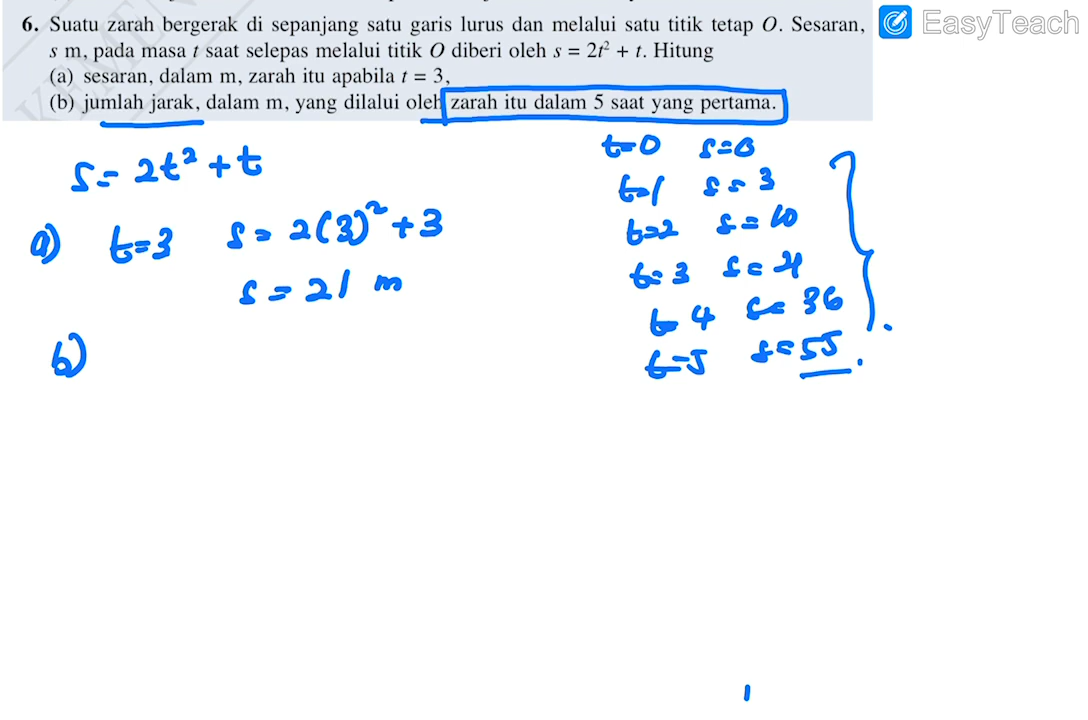 6. Suatu zarah bergerak di sepanjang satu garis lurus dan melalui satu titik tetap O. Sesaran,
s m, pada masa t saat selepas melalui titik O diberi oleh s = 2t² + t. Hitung
(a) sesaran, dalam m, zarah itu apabila t = 3,
(b) jumlah jarak, dalam m, yang dilalui oleh zarah itu dalam 5 saat yang pertama.
EasyTeach
s = 2t² + t
a) t = 3 s = 2(3)² + 3
s = 21 m
b)
t=0 s=0
t=1 s = 3
t=2 s = 10
t = 3 s = 21
t= 4 s = 36
t=5 s = 55.